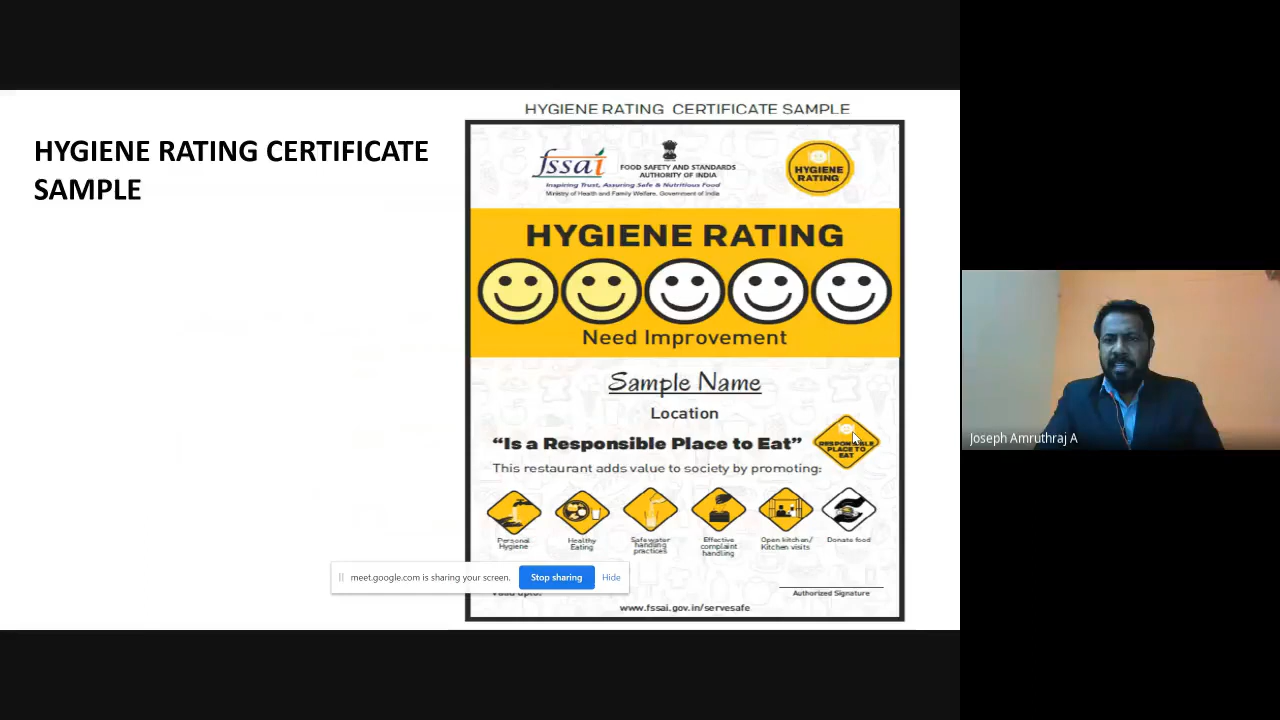 HYGIENE RATING CERTIFICATE
SAMPLE
HYGIENE RATING CERTIFICATE SAMPLE
fssai
FOOD SAFETY AND STANDARDS
AUTHORITY OF INDIA
Inspiring Trust, Assuring Safe & Nutritious Food
Ministry of Health and Family Welfare, Government of India
HYGIENE
RATING
HYGIENE RATING
Need Improvement
Sample Name
Location
"Is a Responsible Place to Eat"
RESPONSIBLE
PLACE TO
EAT
This restaurant adds value to society by promoting:
Personal
Hygiene
Healthy
Eating
Safe water
handling
practices
Effective
complaint
handling
Open kitchen/
Kitchen visits
Donate food
meet.google.com is sharing your screen.
Stop sharing
Hide
Authorized Signature
www.fssai.gov.in/servesafe
Joseph Amruthraj A